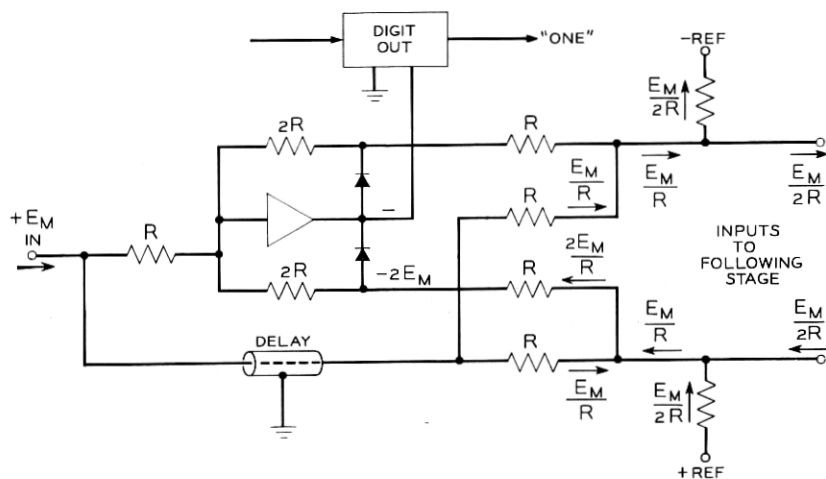 DIGIT
OUT
"ONE"
-REF
E_M/2R
2R
R
E_M/R
E_M/R
E_M/2R
+E_M
IN
R
−
R
INPUTS
TO
FOLLOWING
STAGE
2R
-2E_M
2E_M/R
R
E_M/R
E_M/2R
DELAY
R
E_M/R
E_M/2R
+REF